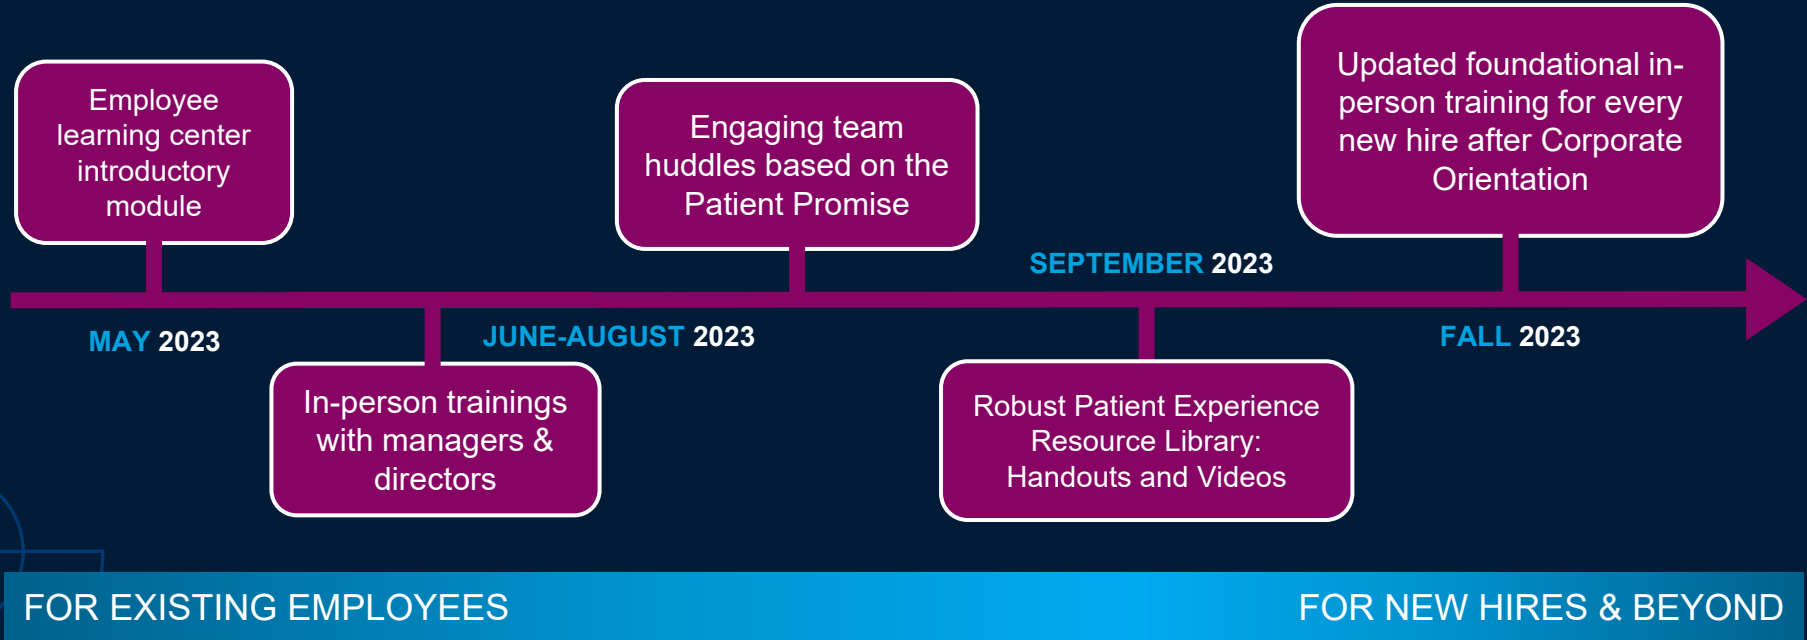 Employee
learning center
introductory
module
MAY 2023
In-person trainings
with managers &
directors
JUNE-AUGUST 2023
Engaging team
huddles based on the
Patient Promise
SEPTEMBER 2023
Robust Patient Experience
Resource Library:
Handouts and Videos
Updated foundational in-
person training for every
new hire after Corporate
Orientation
FALL 2023
FOR EXISTING EMPLOYEES
FOR NEW HIRES & BEYOND